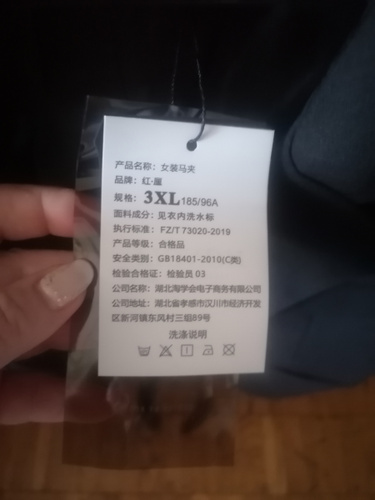 产品名称：女装马夹
品牌：红·崖
规格：3XL185/96A
面料成分：见衣内洗水标
执行标准：FZ/T 73020-2019
产品等级：合格品
安全类别：GB18401-2010(C类)
检验合格证：检验员 03
公司名称：湖北淘学会电子商务有限公司
公司地址：湖北省孝感市汉川市经济开发
区新河镇东风村三组89号
洗涤说明